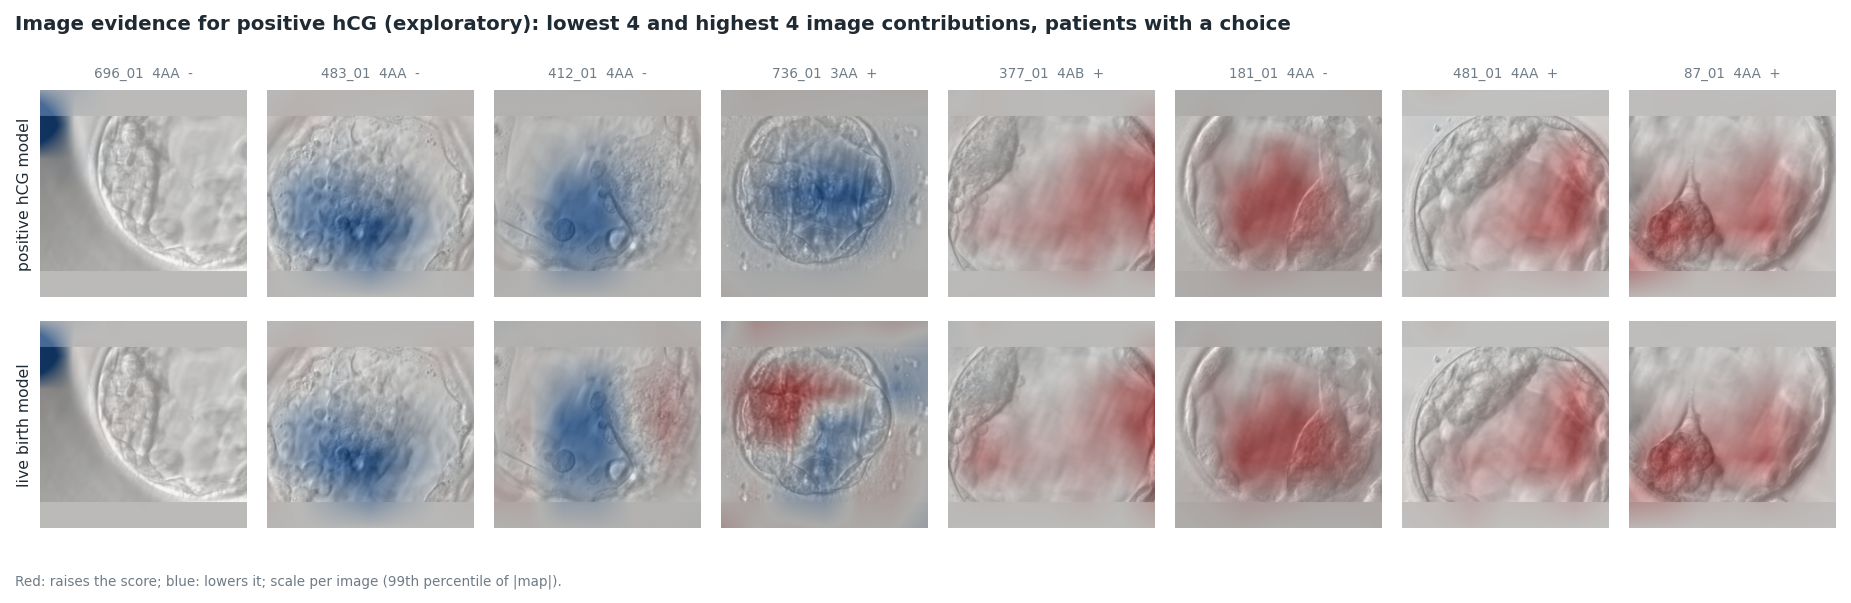 Image evidence for positive hCG (exploratory): lowest 4 and highest 4 image contributions, patients with a choice
696_01 4AA -
483_01 4AA -
412_01 4AA -
736_01 3AA +
377_01 4AB +
181_01 4AA -
481_01 4AA +
87_01 4AA +
positive hCG model
live birth model
Red: raises the score; blue: lowers it; scale per image (99th percentile of |map|).